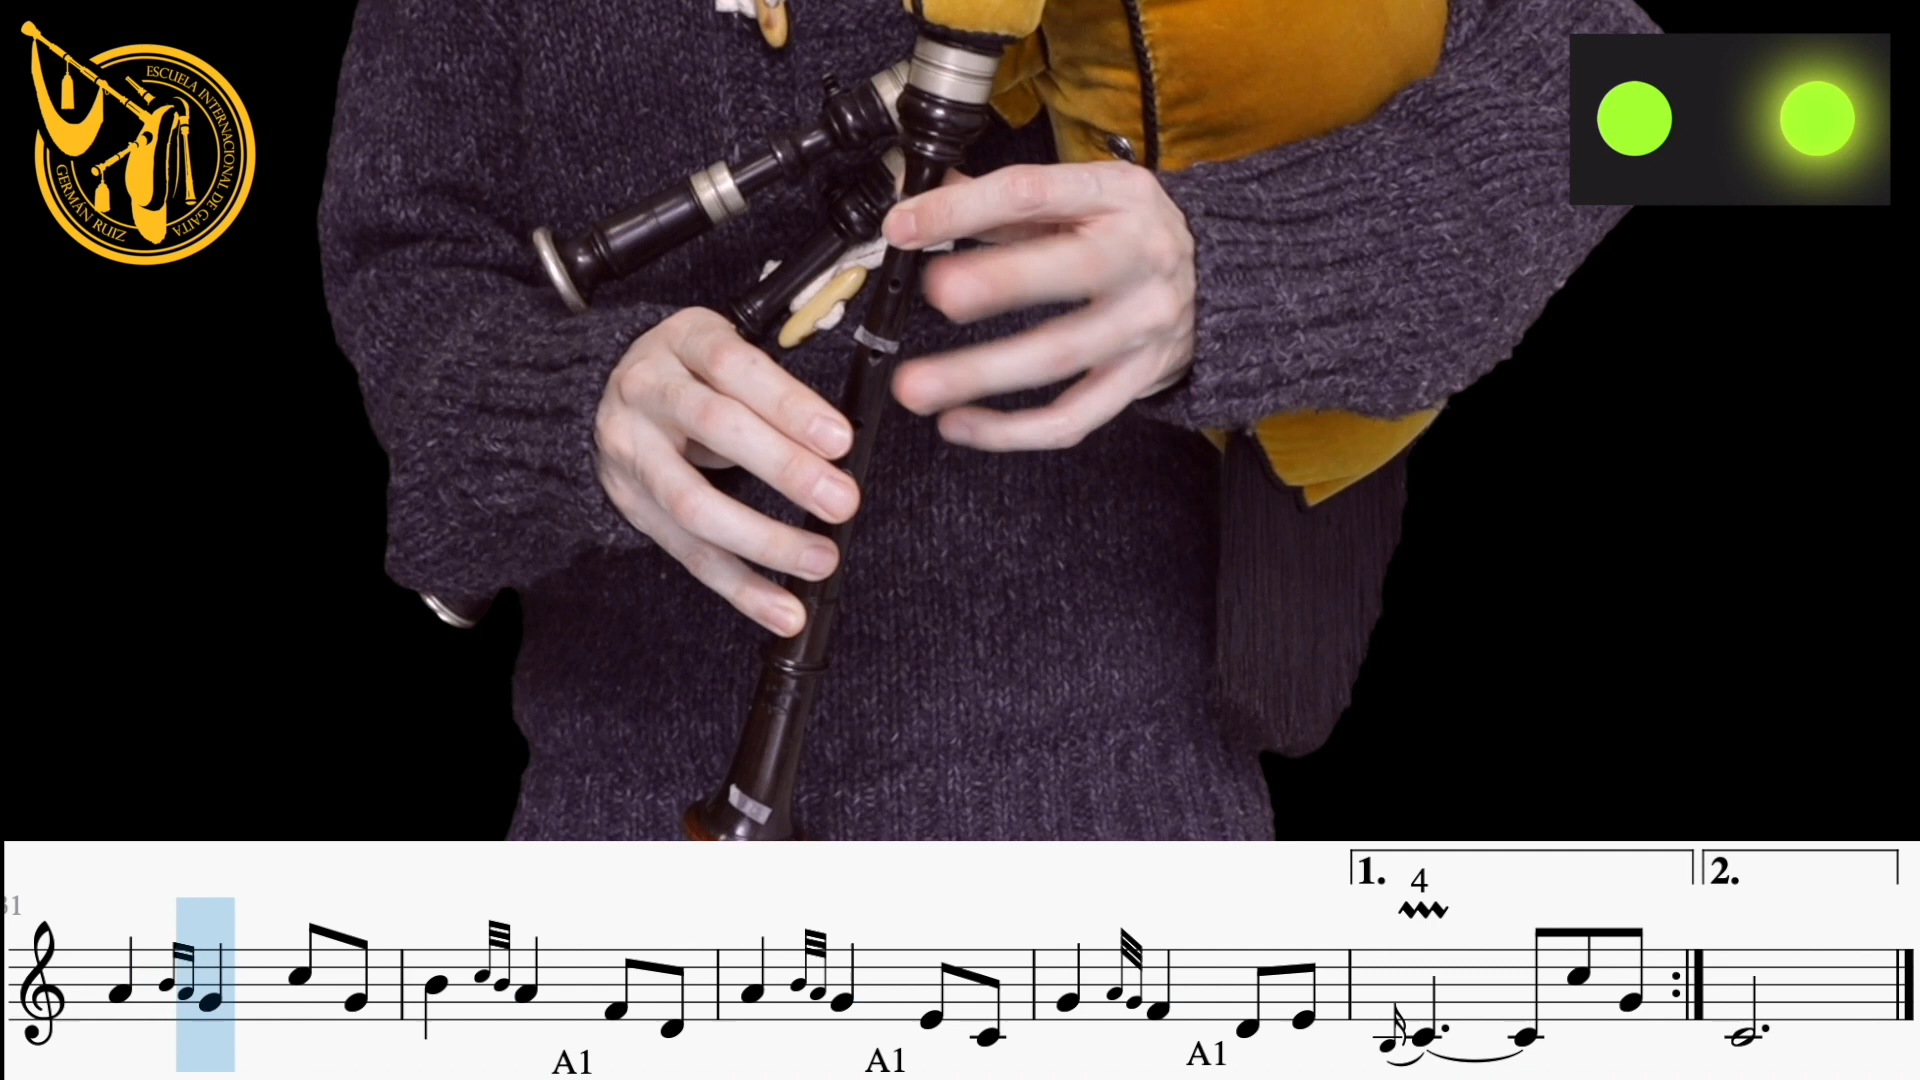 ESCUELA INTERNACIONAL DE GAITA
GERMÁN RUIZ
1.
4
2.
A1
A1
A1